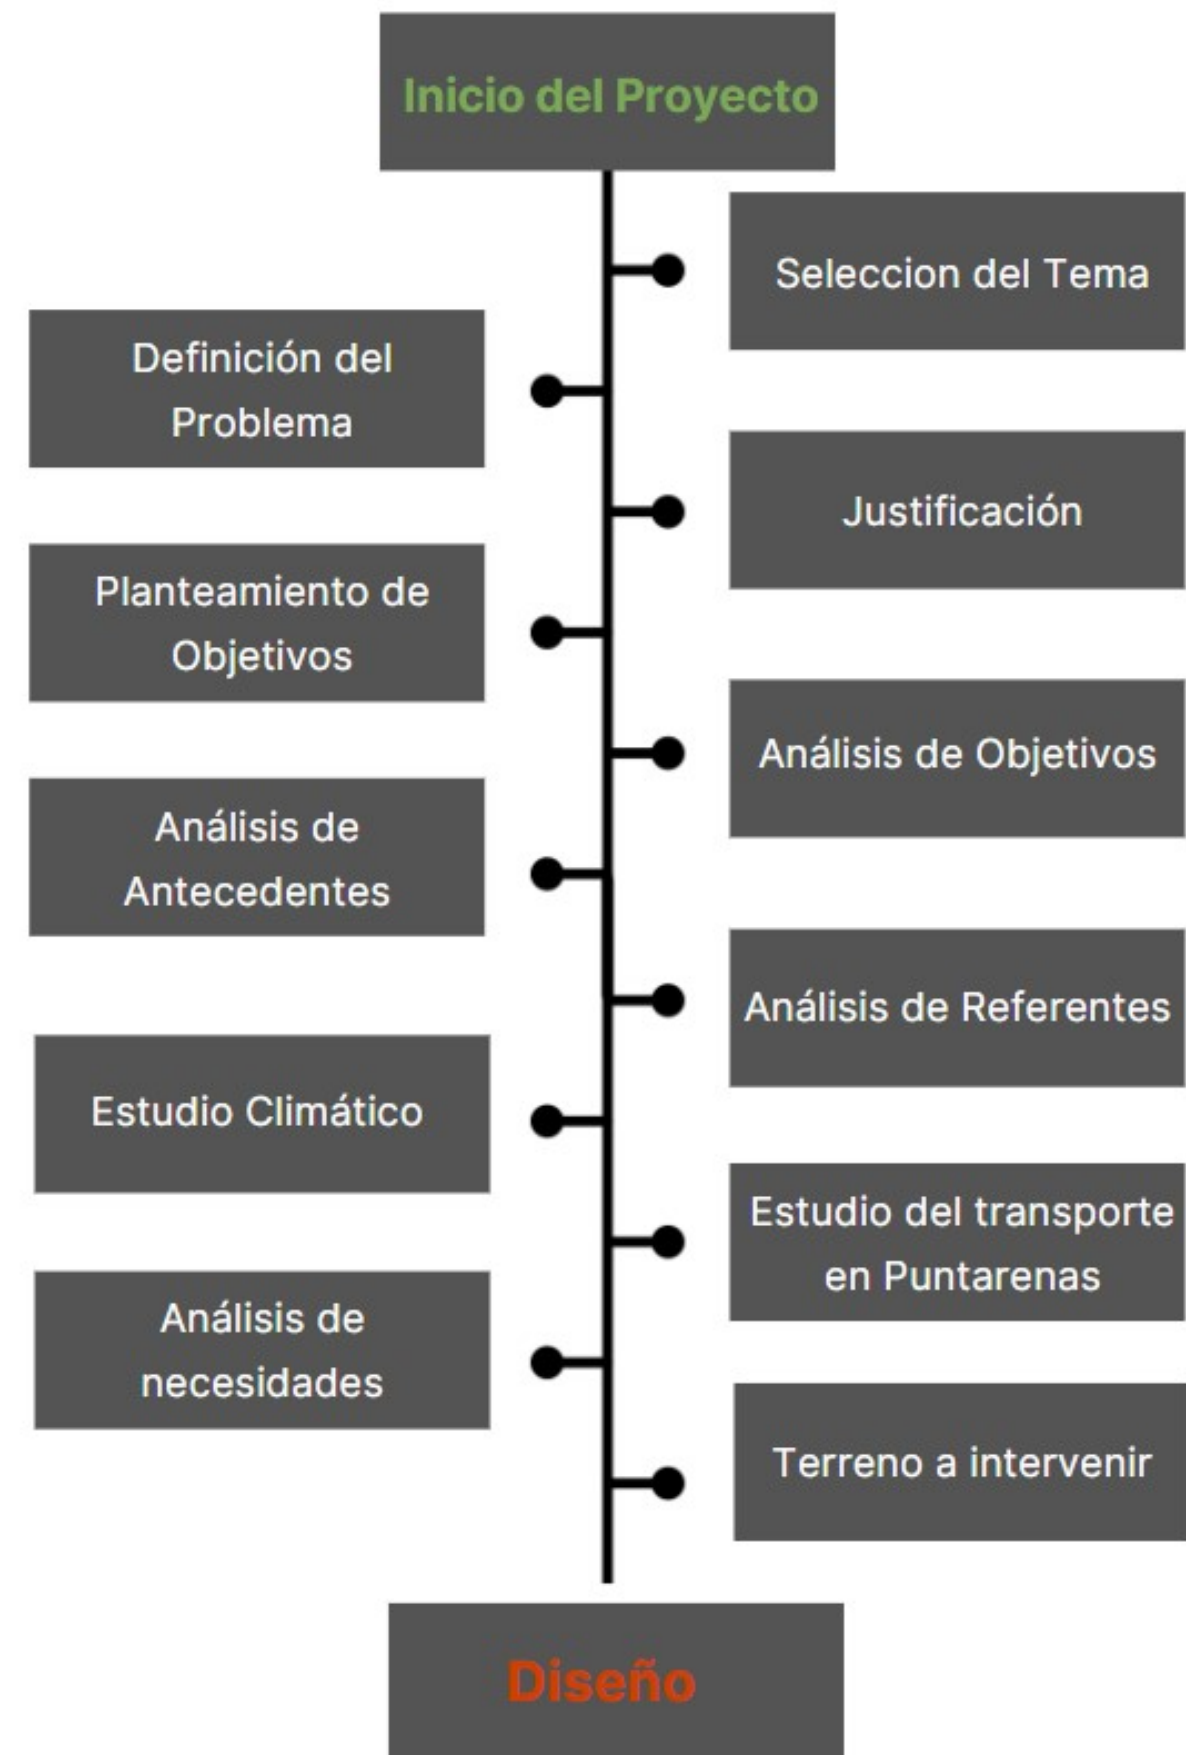 Inicio del Proyecto
Seleccion del Tema
Definición del
Problema
Justificación
Planteamiento de
Objetivos
Análisis de Objetivos
Análisis de
Antecedentes
Análisis de Referentes
Estudio Climático
Estudio del transporte
en Puntarenas
Análisis de
necesidades
Terreno a intervenir
Diseño